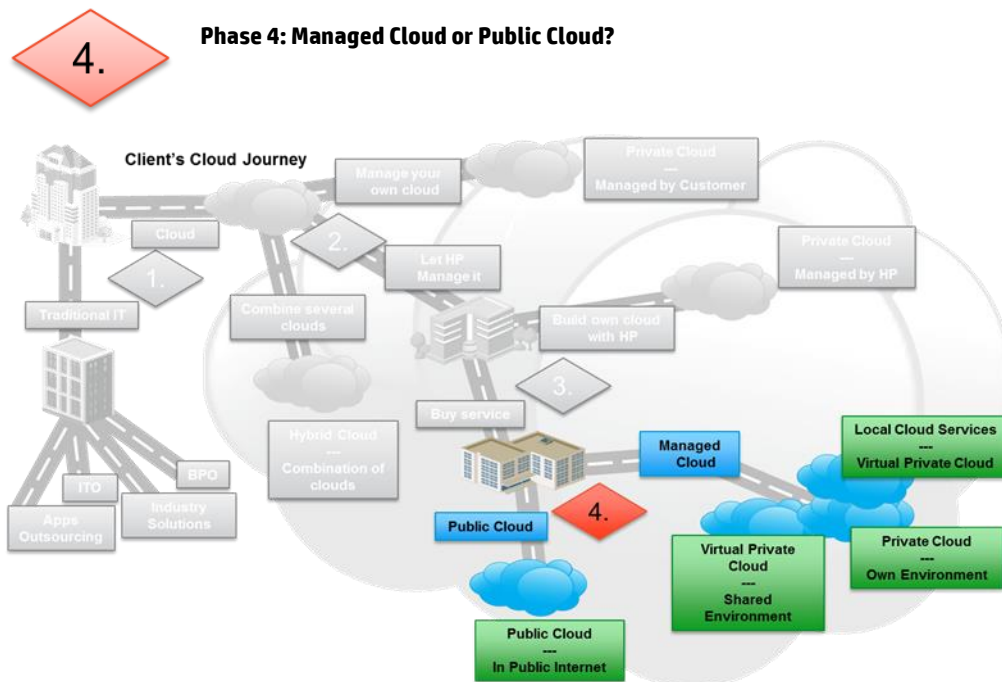 4.
Phase 4: Managed Cloud or Public Cloud?
Client's Cloud Journey
Manage your
own cloud
Private Cloud
---
Managed by Customer
Cloud
1.
2.
Let HP
Manage it
Private Cloud
---
Managed by HP
Traditional IT
Combine several
clouds
Build own cloud
with HP
3.
Buy service
Hybrid Cloud
---
Combination of
clouds
BPO
ITO
Industry
Solutions
Apps
Outsourcing
Managed
Cloud
Local Cloud Services
---
Virtual Private Cloud
4.
Public Cloud
Virtual Private
Cloud
---
Shared
Environment
Private Cloud
---
Own Environment
Public Cloud
---
In Public Internet